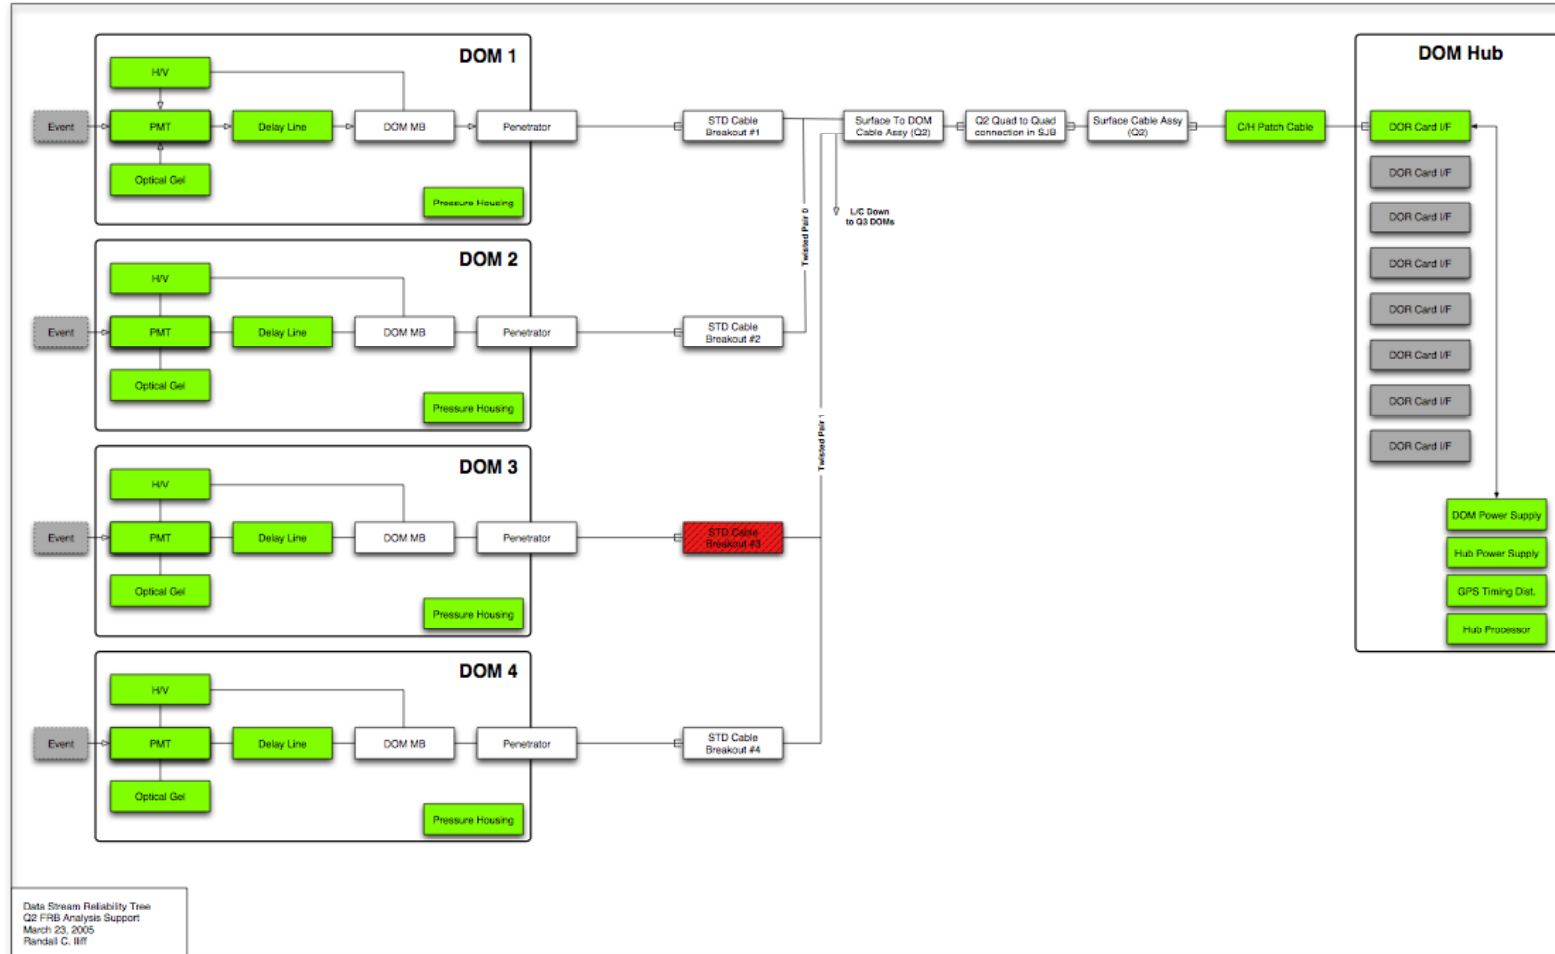 DOM 1
H/V
Event
PMT
Delay Line
DOM MB
Penetrator
Optical Gel
Pressure Housing
STD Cable
Breakout #1
Surface To DOM
Cable Assy (Q2)
Q2 Quad to Quad
connection in SJB
Surface Cable Assy
(Q2)
C/H Patch Cable
L/C Down
to Q3 DOMs
Twisted Pair 0
Twisted Pair 1
DOM 2
H/V
Event
PMT
Delay Line
DOM MB
Penetrator
Optical Gel
Pressure Housing
STD Cable
Breakout #2
DOM 3
H/V
Event
PMT
Delay Line
DOM MB
Penetrator
Optical Gel
Pressure Housing
STD Cable
Breakout #3
DOM 4
H/V
Event
PMT
Delay Line
DOM MB
Penetrator
Optical Gel
Pressure Housing
STD Cable
Breakout #4
DOM Hub
DOR Card I/F
DOR Card I/F
DOR Card I/F
DOR Card I/F
DOR Card I/F
DOR Card I/F
DOR Card I/F
DOR Card I/F
DOM Power Supply
Hub Power Supply
GPS Timing Dist.
Hub Processor
Data Stream Reliability Tree
Q2 FRB Analysis Support
March 23, 2005
Randall C. Iliff